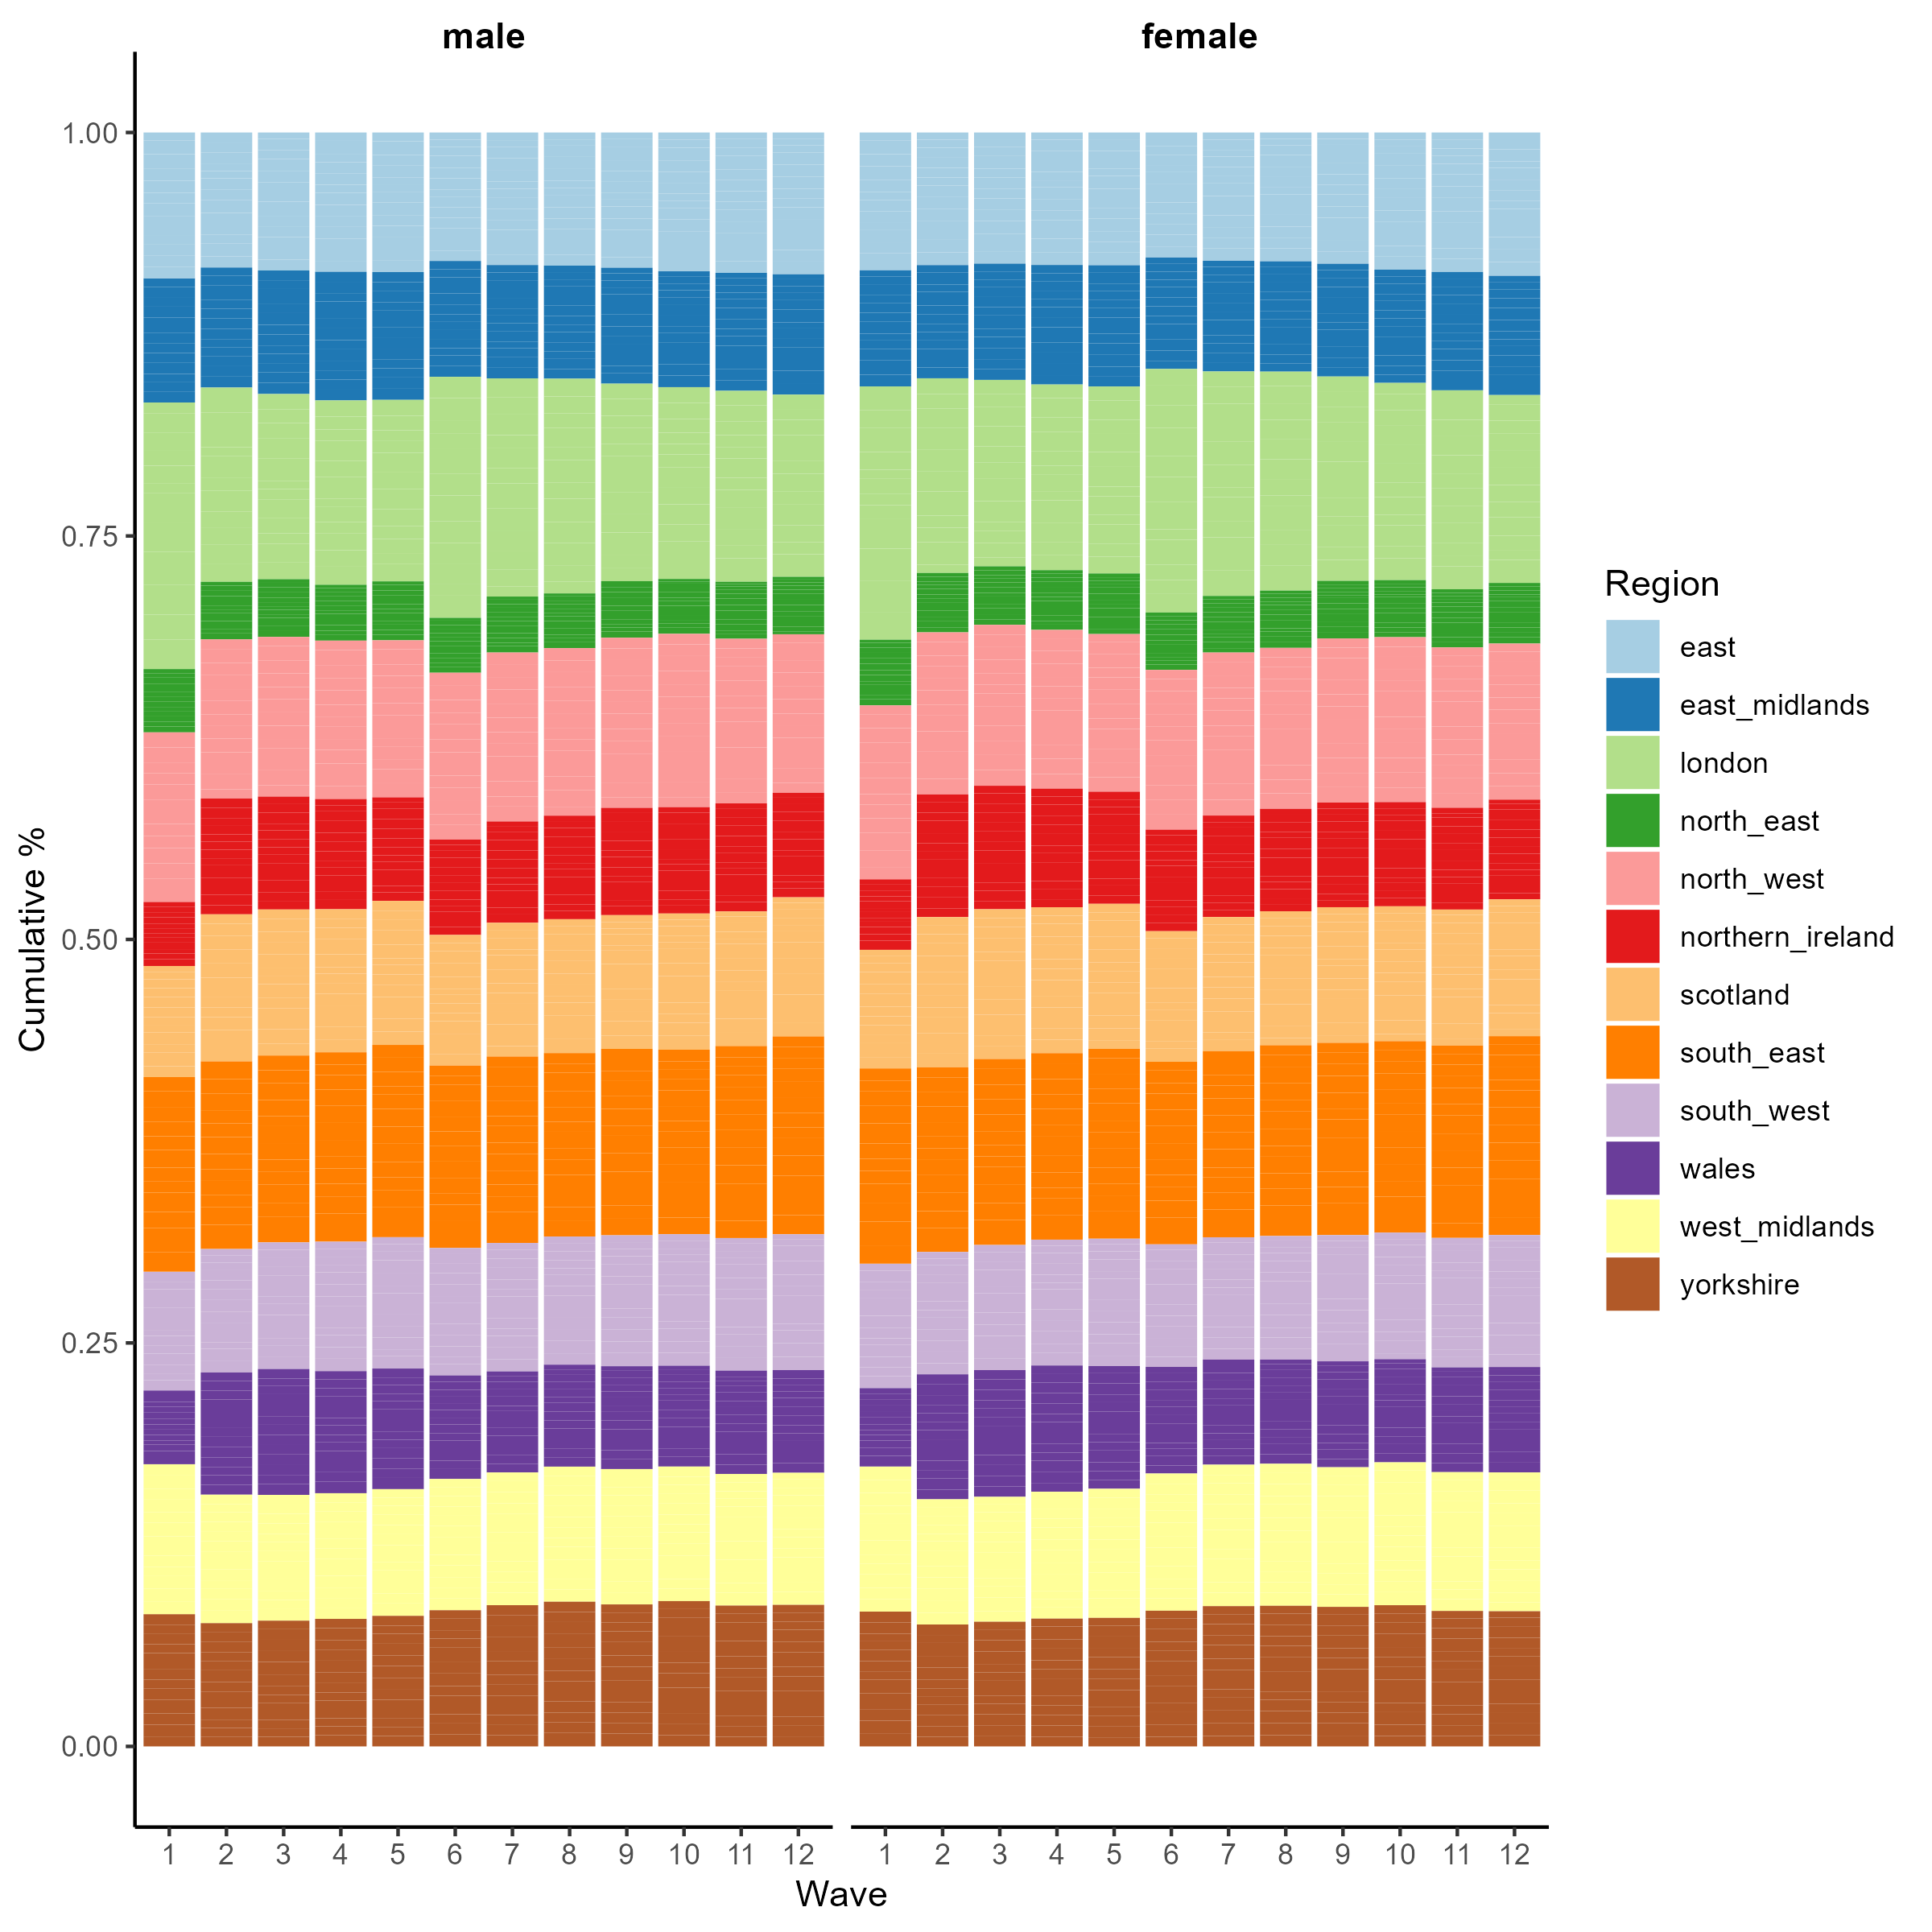 male female
1.00
0.75
0.50
0.25
0.00
Cumulative %
1 2 3 4 5 6 7 8 9 10 11 12 1 2 3 4 5 6 7 8 9 10 11 12
Wave
Region
east
east_midlands
london
north_east
north_west
northern_ireland
scotland
south_east
south_west
wales
west_midlands
yorkshire